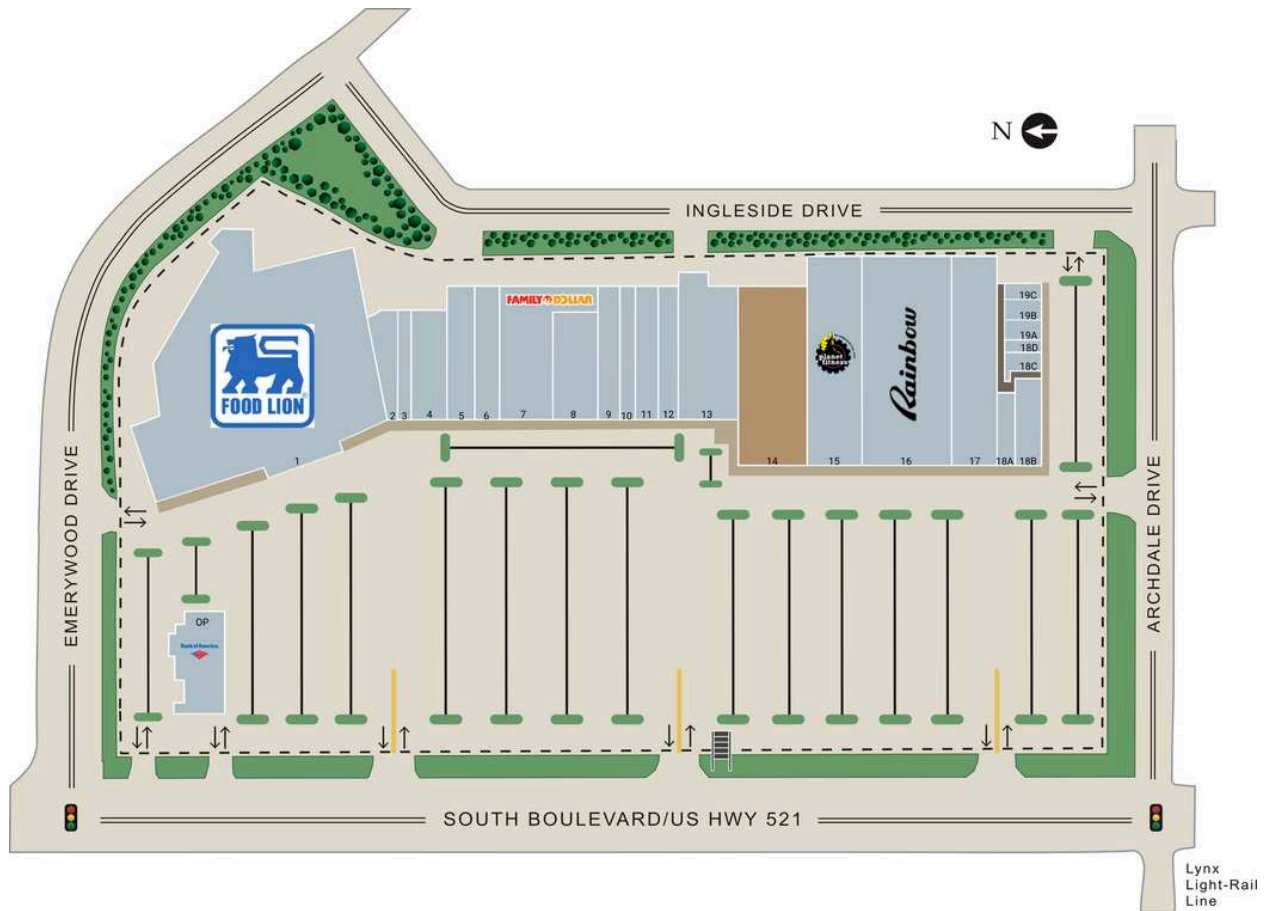 N
INGLESIDE DRIVE
FAMILY DOLLAR
19C
19B
19A
18D
18C
planet fitness
Rainbow
FOOD LION
2 3 4 5 6 7 8 9 10 11 12 13
1
14 15 16 17 18A 18B
EMERYWOOD DRIVE
ARCHDALE DRIVE
OP
Bank of America
SOUTH BOULEVARD/US HWY 521
Lynx
Light-Rail
Line